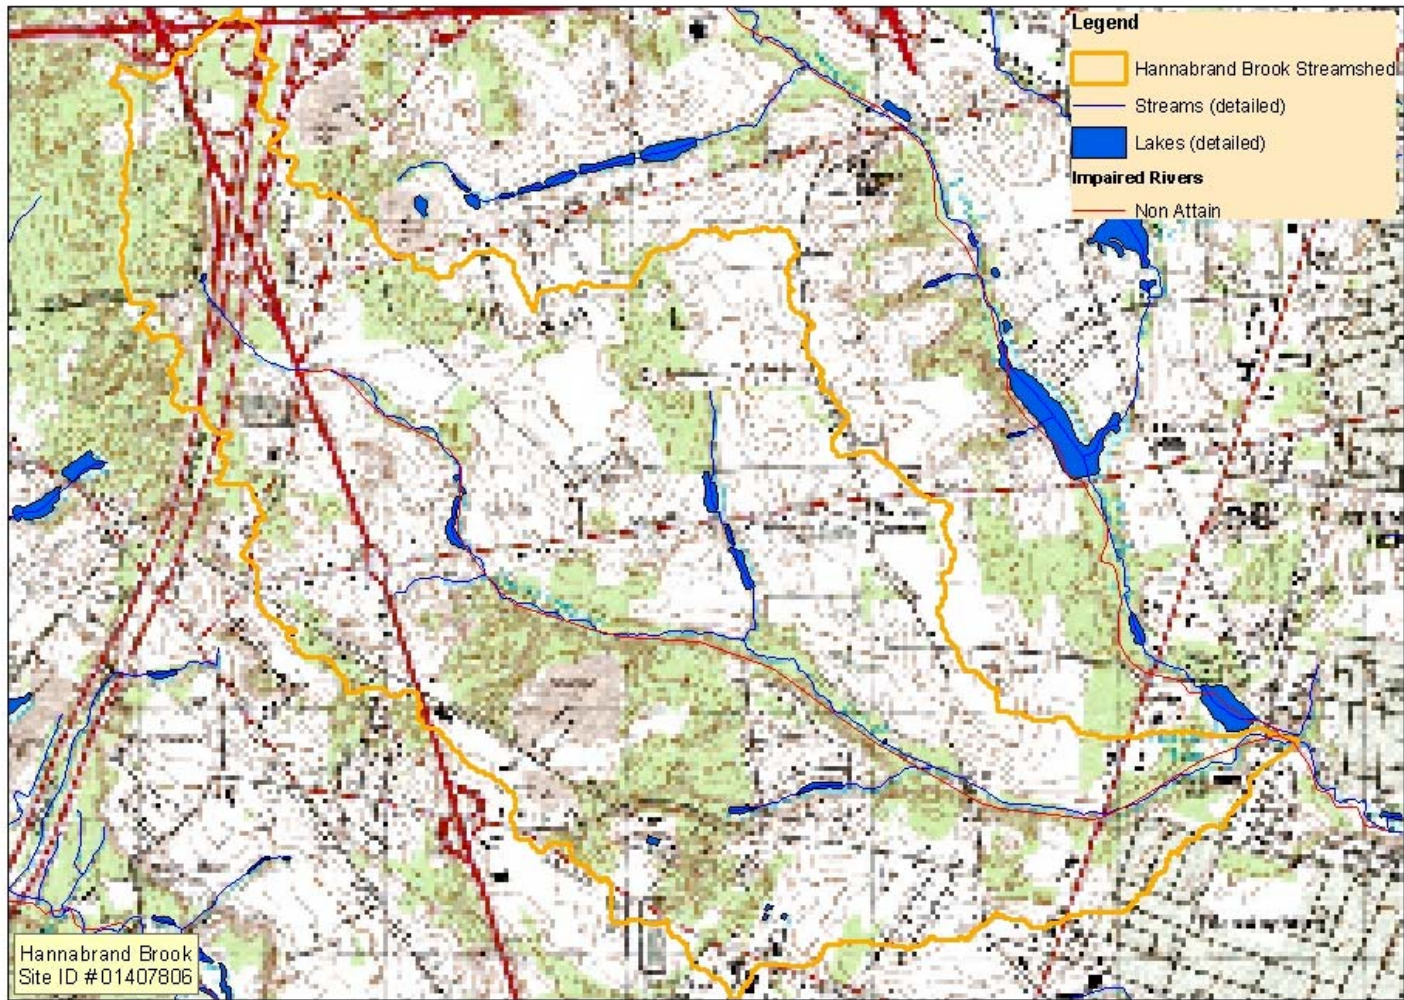 Legend
Hannabrand Brook Streamshed
Streams (detailed)
Lakes (detailed)
Impaired Rivers
Non Attain
Hannabrand Brook
Site ID #01407806